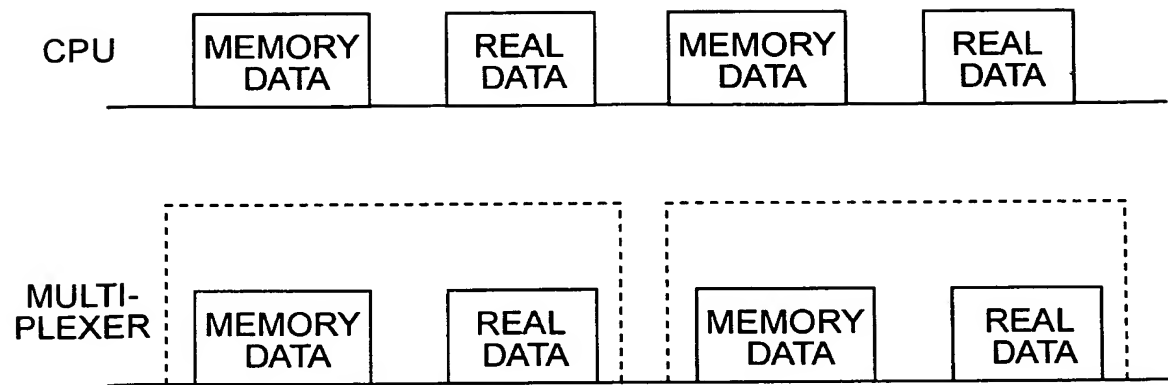 CPU
MEMORY
DATA
REAL
DATA
MEMORY
DATA
REAL
DATA
MULTI-
PLEXER
MEMORY
DATA
REAL
DATA
MEMORY
DATA
REAL
DATA